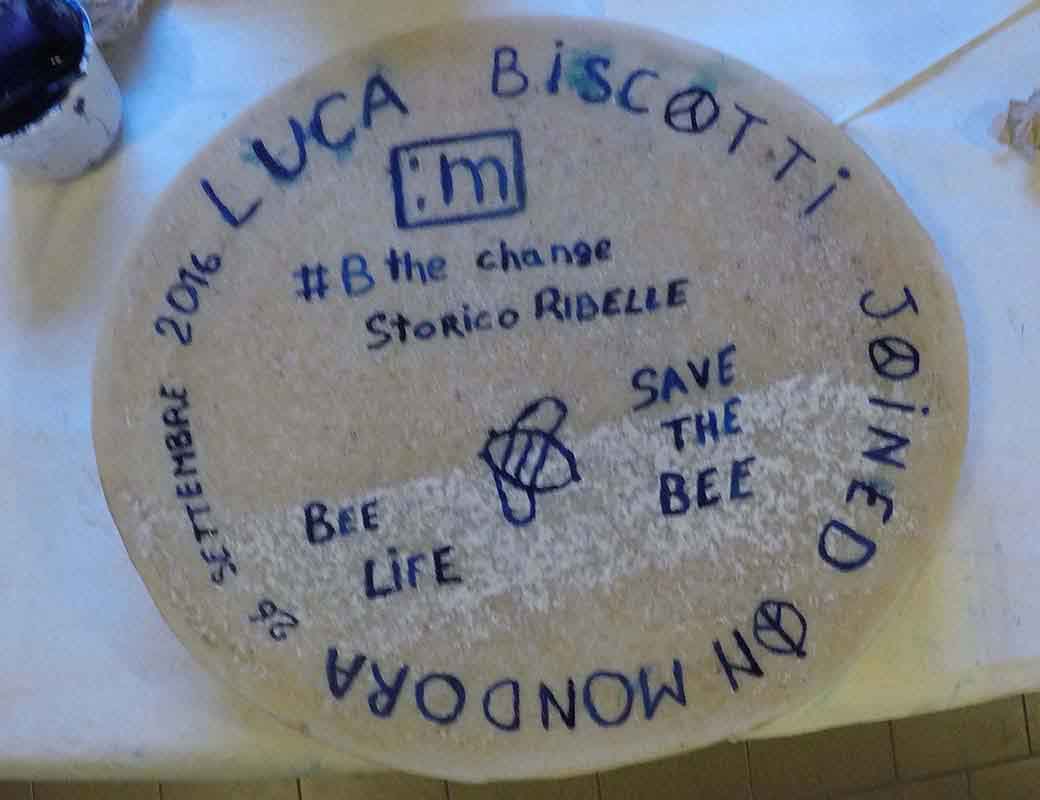 LUCA BiSCOTTi JOiNED ON MONDORA 26 SETTEMBRE 2016
:m
#B the change
StoRico RIBELLE
SAVE
THE
BEE
BEE
LiFE